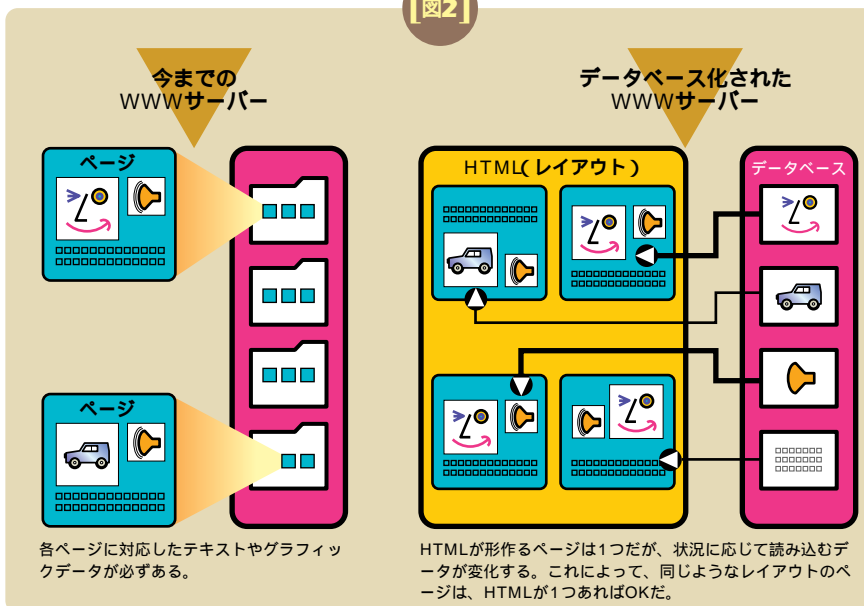 [図2]
今までの
WWWサーバー
ページ
ページ
各ページに対応したテキストやグラフィッ
クデータが必ずある。
データベース化された
WWWサーバー
HTML(レイアウト)
データベース
HTMLが形作るページは1つだが、状況に応じて読み込むデ
ータが変化する。これによって、同じようなレイアウトのペ
ージは、HTMLが1つあればOKだ。